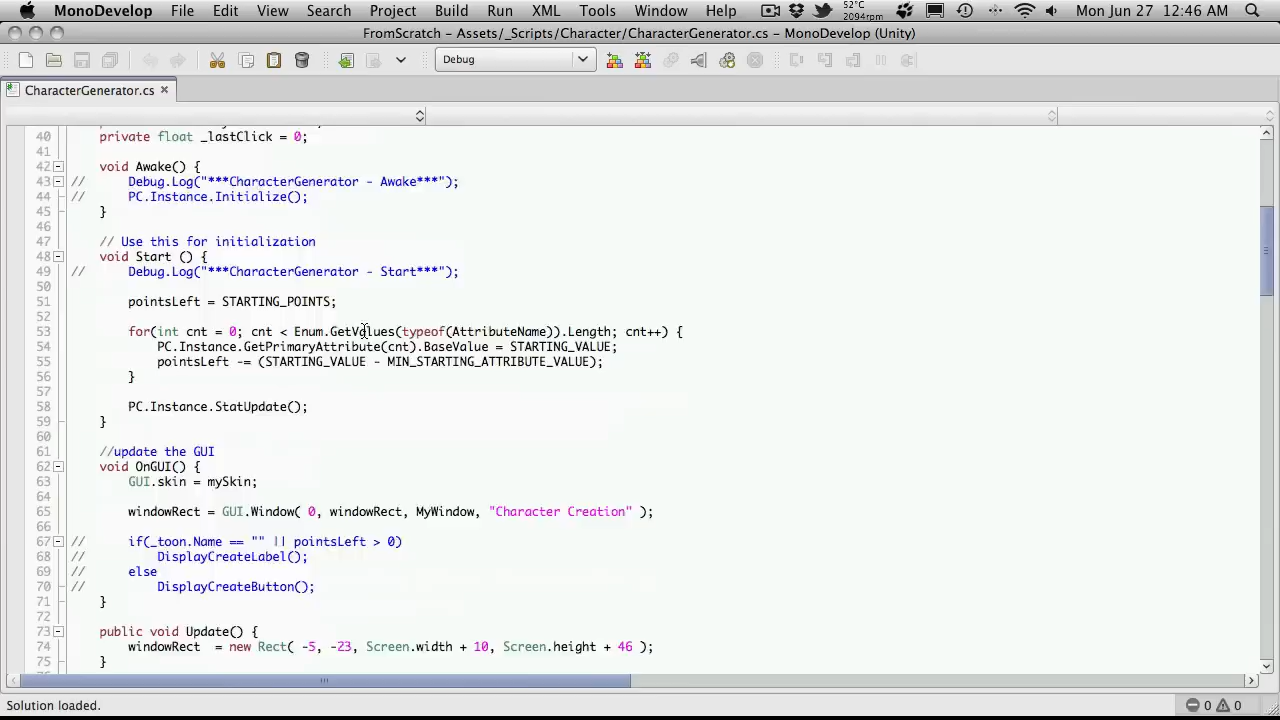 MonoDevelop File Edit View Search Project Build Run XML Tools Window Help 52°C 2094rpm Mon Jun 27 12:46 AM
FromScratch - Assets/_Scripts/Character/CharacterGenerator.cs - MonoDevelop (Unity)
Debug
CharacterGenerator.cs
40 private float _lastClick = 0;
41
42 void Awake() {
43 // Debug.Log("***CharacterGenerator - Awake***");
44 // PC.Instance.Initialize();
45 }
46
47 // Use this for initialization
48 void Start () {
49 // Debug.Log("***CharacterGenerator - Start***");
50
51 pointsLeft = STARTING_POINTS;
52
53 for(int cnt = 0; cnt < Enum.GetValues(typeof(AttributeName)).Length; cnt++) {
54 PC.Instance.GetPrimaryAttribute(cnt).BaseValue = STARTING_VALUE;
55 pointsLeft -= (STARTING_VALUE - MIN_STARTING_ATTRIBUTE_VALUE);
56 }
57
58 PC.Instance.StatUpdate();
59 }
60
61 //update the GUI
62 void OnGUI() {
63 GUI.skin = mySkin;
64
65 windowRect = GUI.Window( 0, windowRect, MyWindow, "Character Creation" );
66
67 // if(_toon.Name == "" || pointsLeft > 0)
68 // DisplayCreateLabel();
69 // else
70 // DisplayCreateButton();
71 }
72
73 public void Update() {
74 windowRect = new Rect( -5, -23, Screen.width + 10, Screen.height + 46 );
75 }
Solution loaded. 0 0